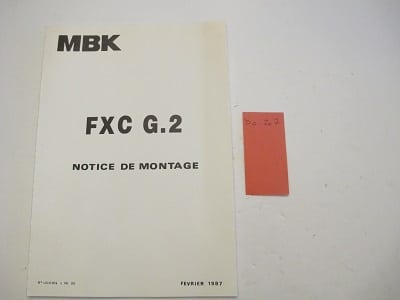 MBK
FXC G.2
NOTICE DE MONTAGE
FEVRIER 1987